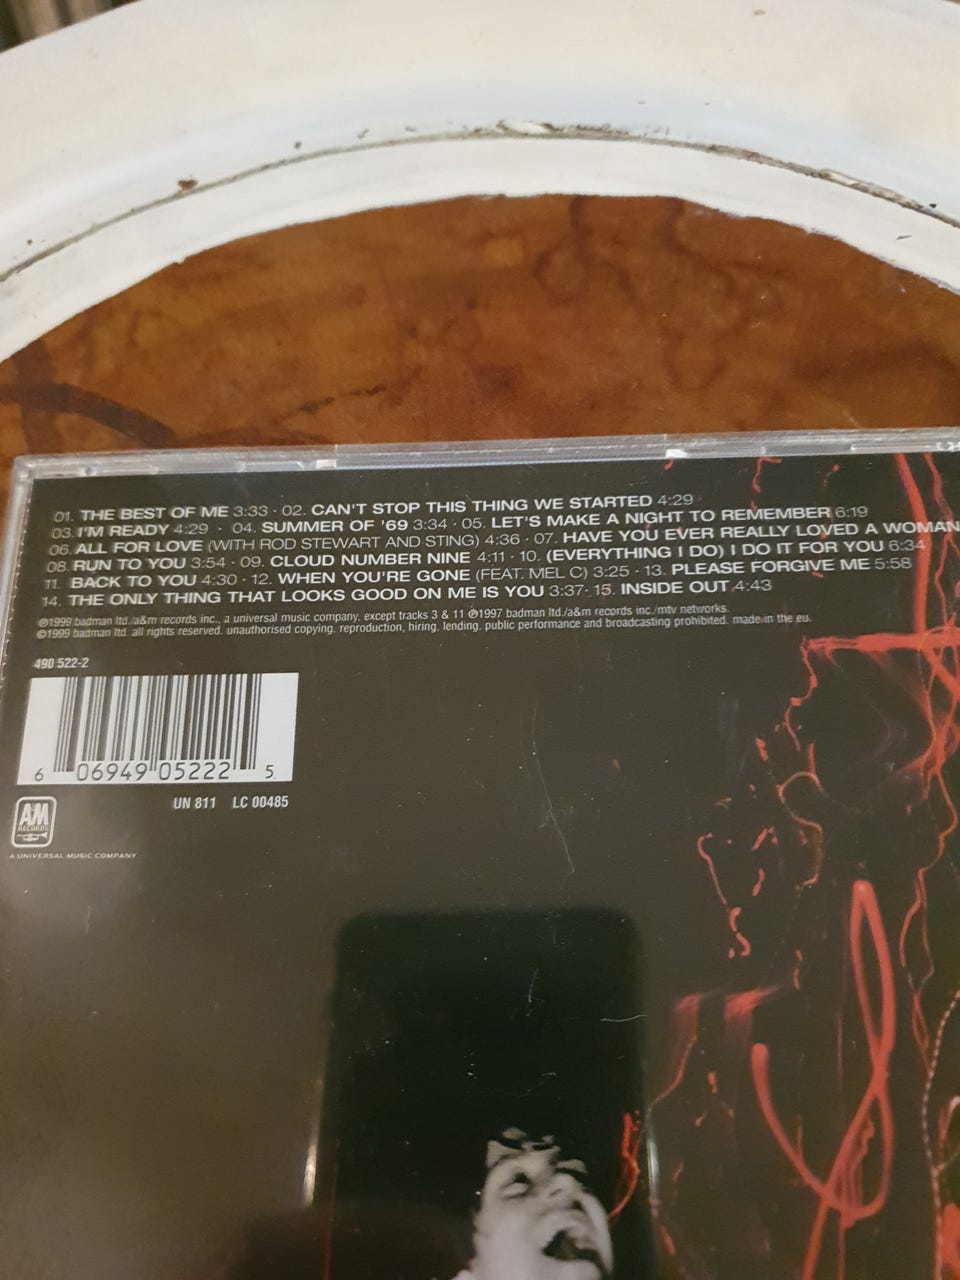 01. THE BEST OF ME 3:33 · 02. CAN'T STOP THIS THING WE STARTED 4:29
03. I'M READY 4:29 · 04. SUMMER OF '69 3:34 · 05. LET'S MAKE A NIGHT TO REMEMBER 6:19
06. ALL FOR LOVE (WITH ROD STEWART AND STING) 4:36 · 07. HAVE YOU EVER REALLY LOVED A WOMAN
08. RUN TO YOU 3:54 · 09. CLOUD NUMBER NINE 4:11 · 10. (EVERYTHING I DO) I DO IT FOR YOU 6:34
11. BACK TO YOU 4:30 · 12. WHEN YOU'RE GONE (FEAT. MEL C) 3:25 · 13. PLEASE FORGIVE ME 5:58
14. THE ONLY THING THAT LOOKS GOOD ON ME IS YOU 3:37 · 15. INSIDE OUT 4:43
℗1999 badman ltd./a&m records inc., a universal music company. except tracks 3 & 11 ℗1997 badman ltd./a&m records inc./mtv networks.
©1999 badman ltd. all rights reserved. unauthorised copying, reproduction, hiring, lending, public performance and broadcasting prohibited. made in the eu.
490 522-2
6 06949 05222 5
UN 811 LC 00485
A&M
RECORDS
A UNIVERSAL MUSIC COMPANY